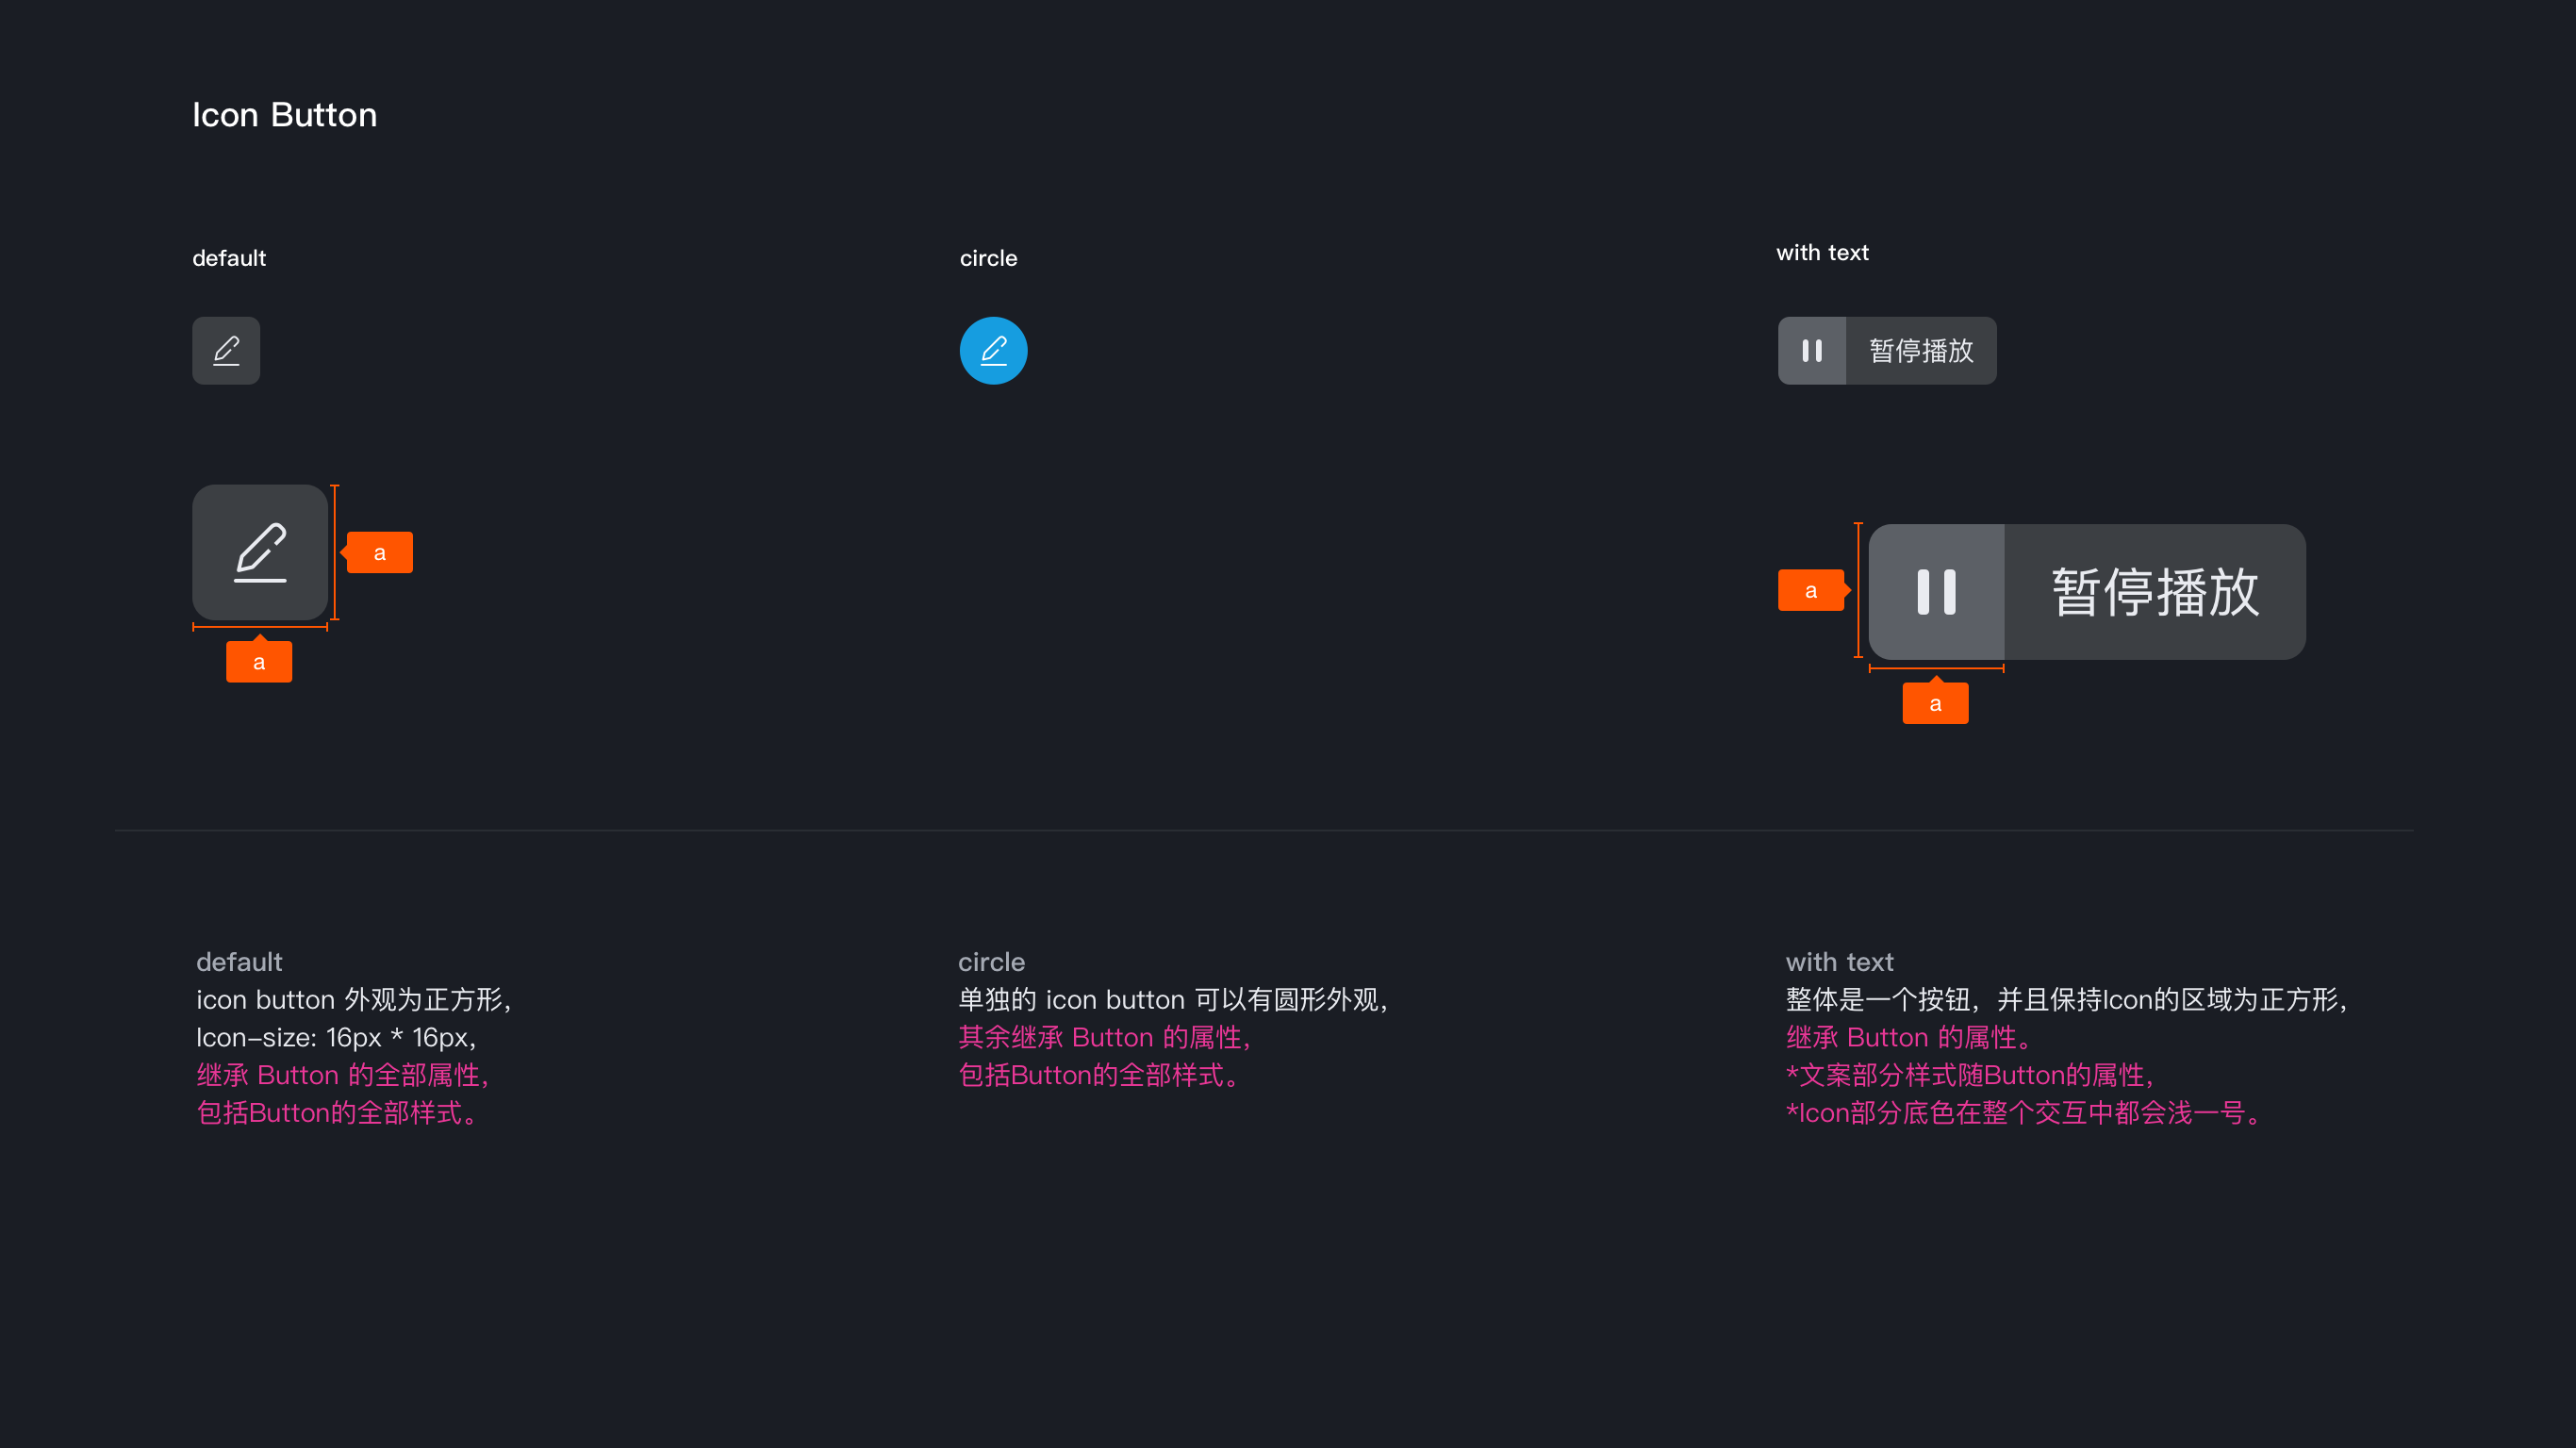 Icon Button
default
circle
with text
暂停播放
a
a
a
暂停播放
a
default
icon button 外观为正方形，
Icon-size: 16px * 16px，
继承 Button 的全部属性，
包括Button的全部样式。
circle
单独的 icon button 可以有圆形外观，
其余继承 Button 的属性，
包括Button的全部样式。
with text
整体是一个按钮，并且保持Icon的区域为正方形，
继承 Button 的属性。
*文案部分样式随Button的属性，
*Icon部分底色在整个交互中都会浅一号。